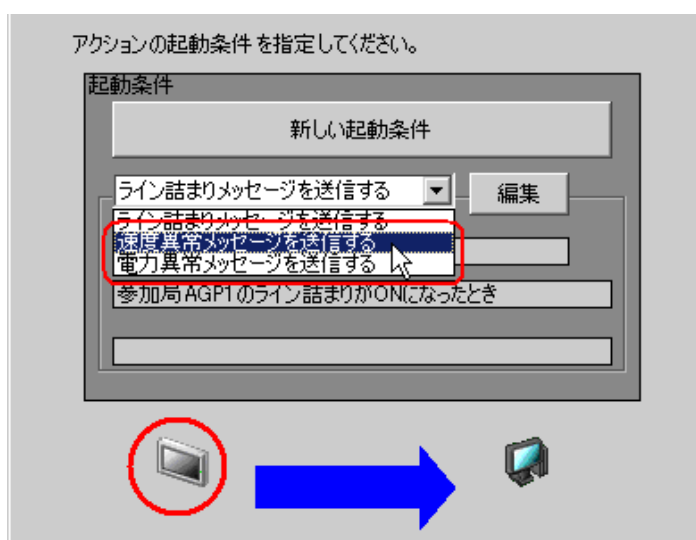 アクションの起動条件を指定してください。
起動条件
新しい起動条件
ライン詰まりメッセージを送信する
編集
ライン詰まりメッセージを送信する
速度異常メッセージを送信する
電力異常メッセージを送信する
参加局AGP1のライン詰まりがONになったとき